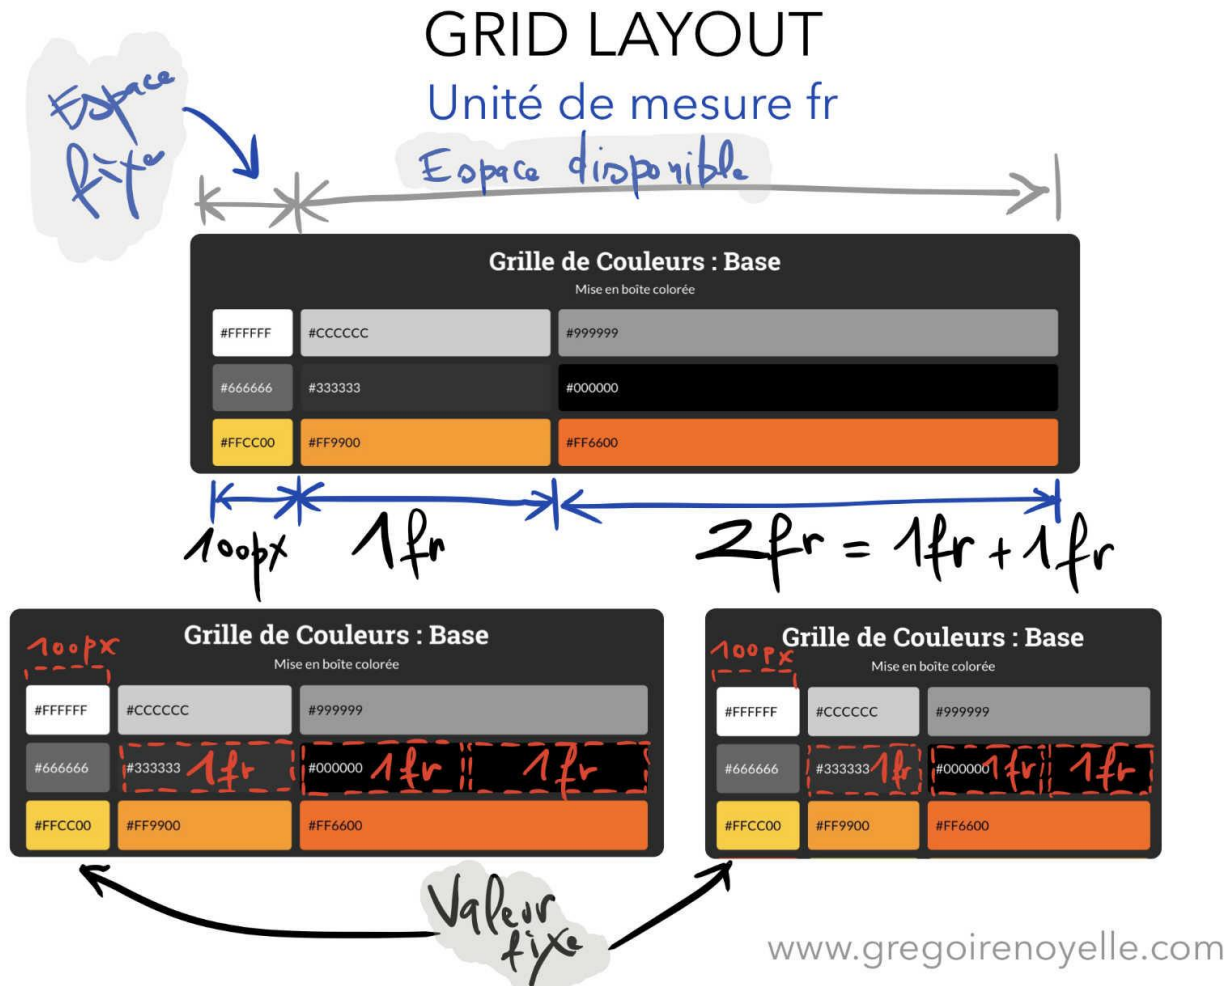 GRID LAYOUT
Unité de mesure fr
Espace
fixe
Espace disponible
Grille de Couleurs : Base
Mise en boîte colorée
#FFFFFF #CCCCCC #999999
#666666 #333333 #000000
#FFCC00 #FF9900 #FF6600
100px 1fr 2fr = 1fr + 1fr
Grille de Couleurs : Base
Mise en boîte colorée
100px
#FFFFFF #CCCCCC #999999
#666666 #333333 1fr #000000 1fr 1fr
#FFCC00 #FF9900 #FF6600
Grille de Couleurs : Base
Mise en boîte colorée
100px
#FFFFFF #CCCCCC #999999
#666666 #333333 1fr #000000 1fr 1fr
#FFCC00 #FF9900 #FF6600
Valeur
fixe
www.gregoirenoyelle.com